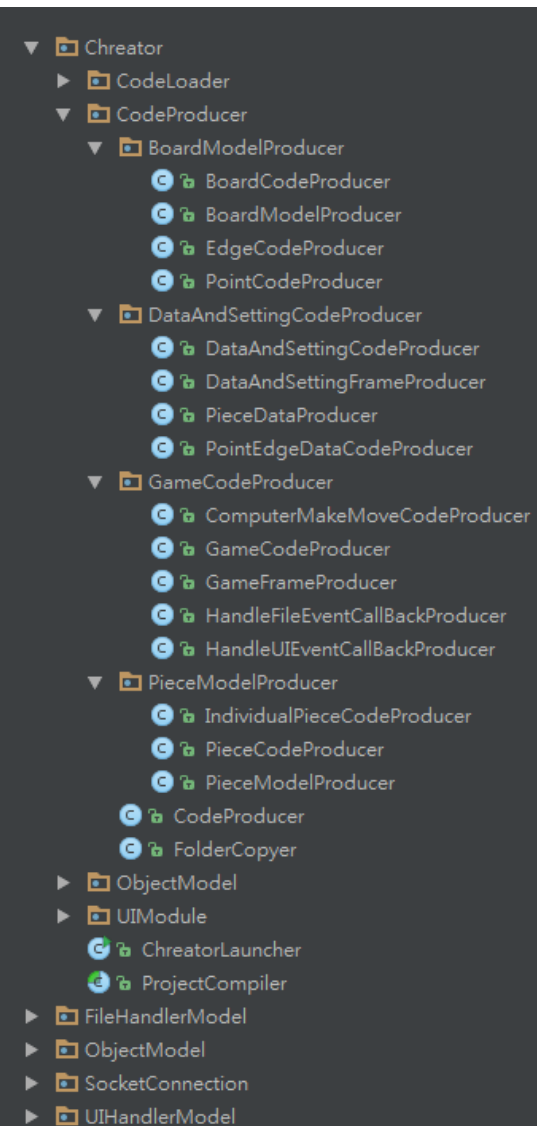 Chreator
CodeLoader
CodeProducer
BoardModelProducer
BoardCodeProducer
BoardModelProducer
EdgeCodeProducer
PointCodeProducer
DataAndSettingCodeProducer
DataAndSettingCodeProducer
DataAndSettingFrameProducer
PieceDataProducer
PointEdgeDataCodeProducer
GameCodeProducer
ComputerMakeMoveCodeProducer
GameCodeProducer
GameFrameProducer
HandleFileEventCallBackProducer
HandleUIEventCallBackProducer
PieceModelProducer
IndividualPieceCodeProducer
PieceCodeProducer
PieceModelProducer
CodeProducer
FolderCopyer
ObjectModel
UIModule
ChreatorLauncher
ProjectCompiler
FileHandlerModel
ObjectModel
SocketConnection
UIHandlerModel